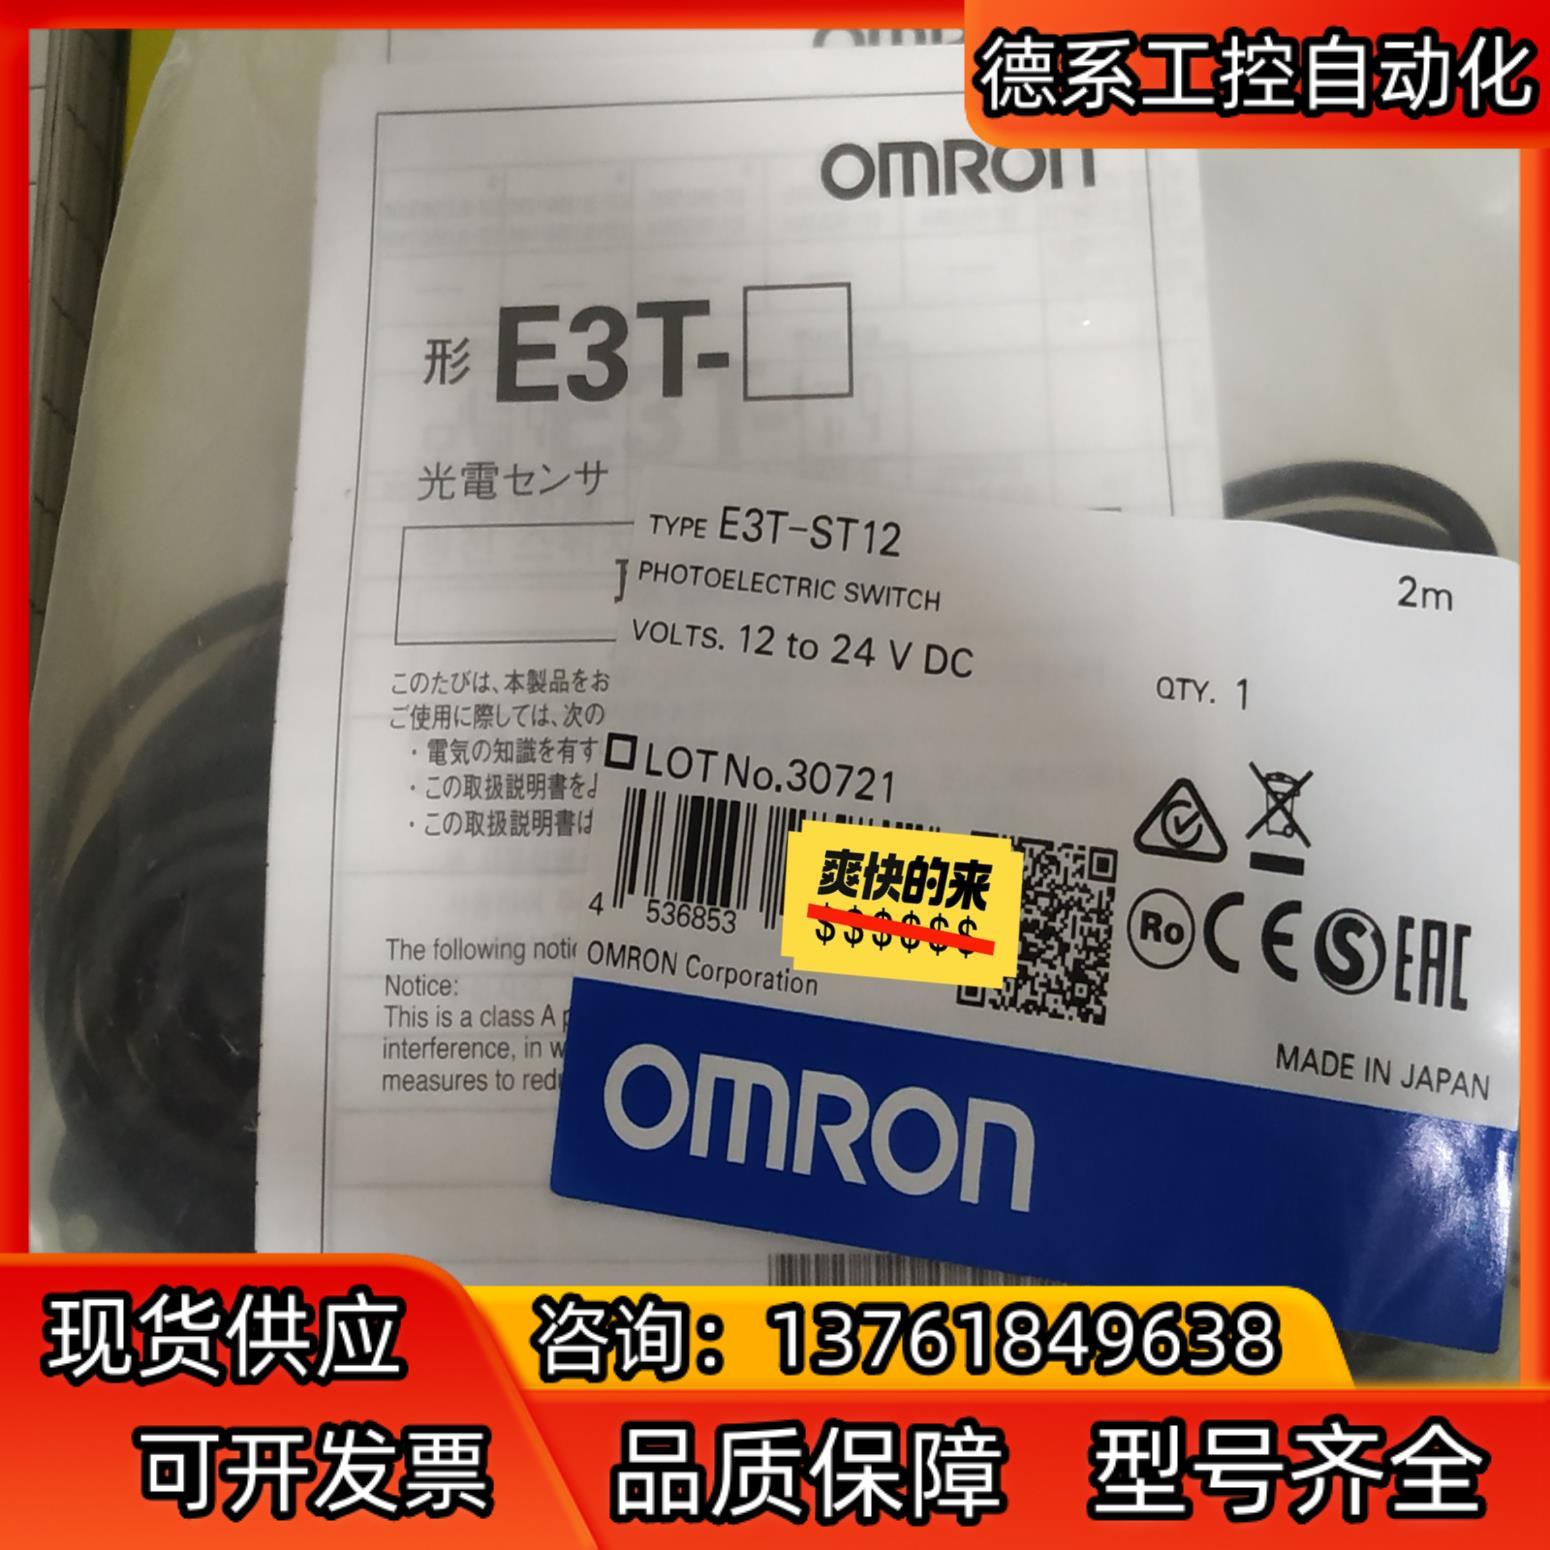 德系工控自动化
OMRON
形 E3T-□
光電センサ
TYPE E3T-ST12
PHOTOELECTRIC SWITCH
2m
VOLTS. 12 to 24 V DC
QTY. 1
このたびは、本製品をお
ご使用に際しては、次の
・電気の知識を有す
・この取扱説明書をよ
・この取扱説明書は
LOT No.30721
爽快的来
$$$$$$
4 536853
Ro CE S EAC
OMRON Corporation
The following notic
Notice:
This is a class A p
interference, in w
measures to redu
MADE IN JAPAN
OMRON
现货供应
咨询：13761849638
可开发票 品质保障 型号齐全